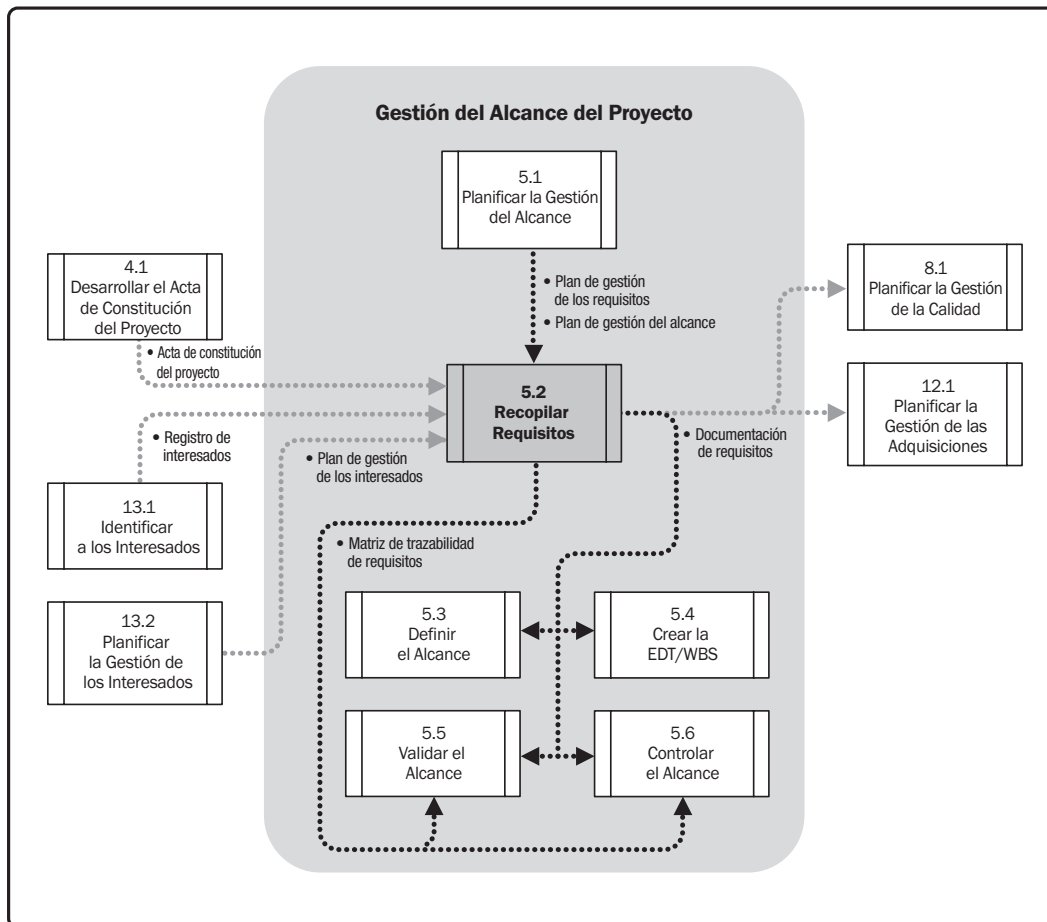 Gestión del Alcance del Proyecto
5.1
Planificar la Gestión
del Alcance
4.1
Desarrollar el Acta
de Constitución
del Proyecto
• Acta de constitución
del proyecto
• Plan de gestión
de los requisitos
• Plan de gestión del alcance
8.1
Planificar la Gestión
de la Calidad
5.2
Recopilar
Requisitos
12.1
Planificar la
Gestión de las
Adquisiciones
• Registro de
interesados
• Plan de gestión
de los interesados
• Documentación
de requisitos
13.1
Identificar
a los Interesados
• Matriz de trazabilidad
de requisitos
13.2
Planificar
la Gestión de
los Interesados
5.3
Definir
el Alcance
5.4
Crear la
EDT/WBS
5.5
Validar el
Alcance
5.6
Controlar
el Alcance